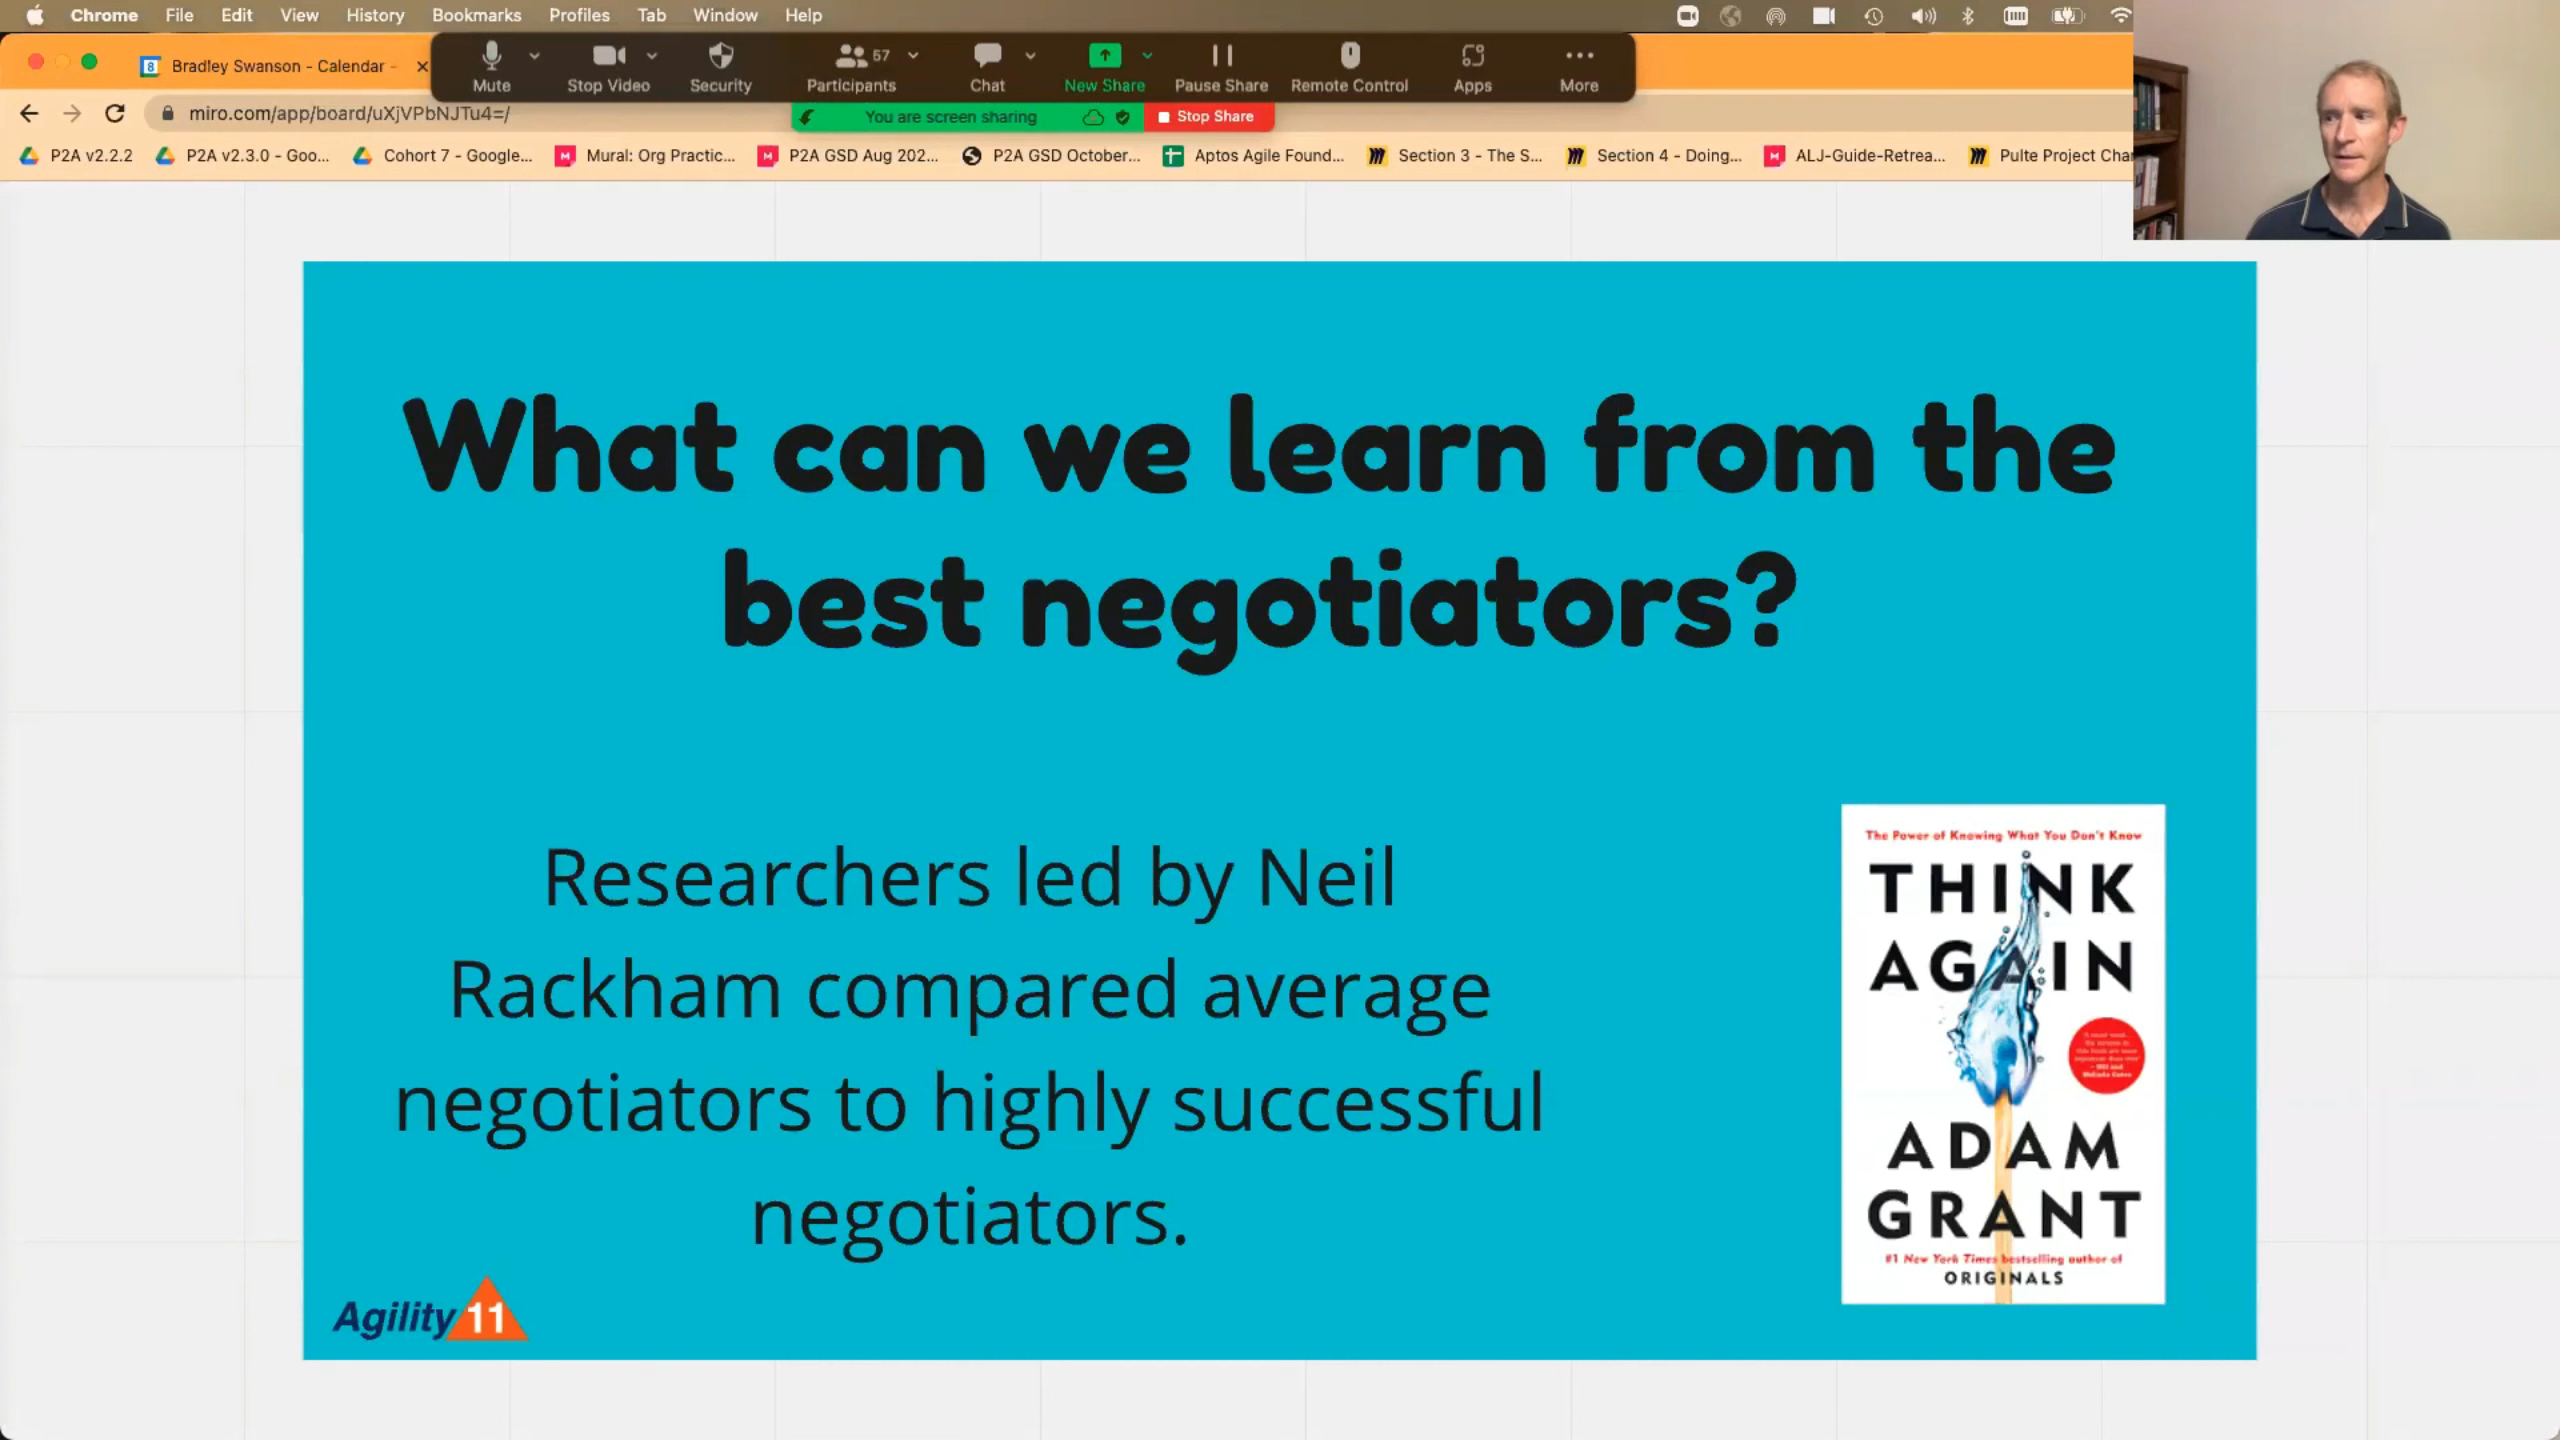 Chrome File Edit View History Bookmarks Profiles Tab Window Help
8 Bradley Swanson - Calendar -
Mute Stop Video Security Participants 57 Chat New Share Pause Share Remote Control Apps More
miro.com/app/board/uXjVPbNJTu4=/
You are screen sharing Stop Share
P2A v2.2.2 P2A v2.3.0 - Goo... Cohort 7 - Google... Mural: Org Practic... P2A GSD Aug 202... P2A GSD October... Aptos Agile Found... Section 3 - The S... Section 4 - Doing... ALJ-Guide-Retrea... Pulte Project Cha
What can we learn from the
best negotiators?
Researchers led by Neil
Rackham compared average
negotiators to highly successful
negotiators.
The Power of Knowing What You Don't Know
THINK
AGAIN
ADAM
GRANT
#1 New York Times bestselling author of
ORIGINALS
Agility 11